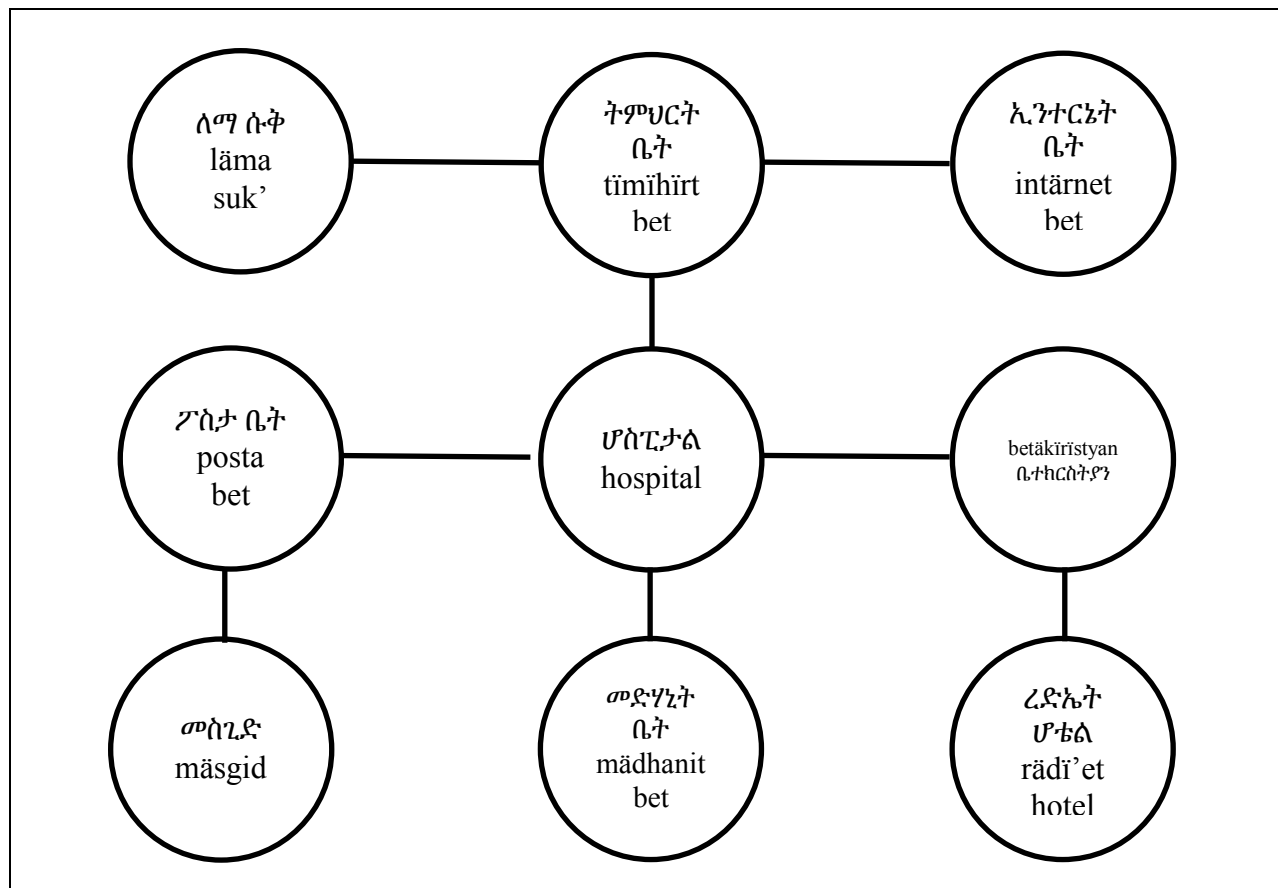 ለማ ሱቅ
läma
suk’
ትምህርት
ቤት
tïmïhïrt
bet
ኢንተርኔት
ቤት
intärnet
bet
ፖስታ ቤት
posta
bet
ሆስፒታል
hospital
betäkïrïstyan
ቤተክርስትያን
መስጊድ
mäsgid
መድሃኒት
ቤት
mädhanit
bet
ረድኤት
ሆቴል
rädï’et
hotel